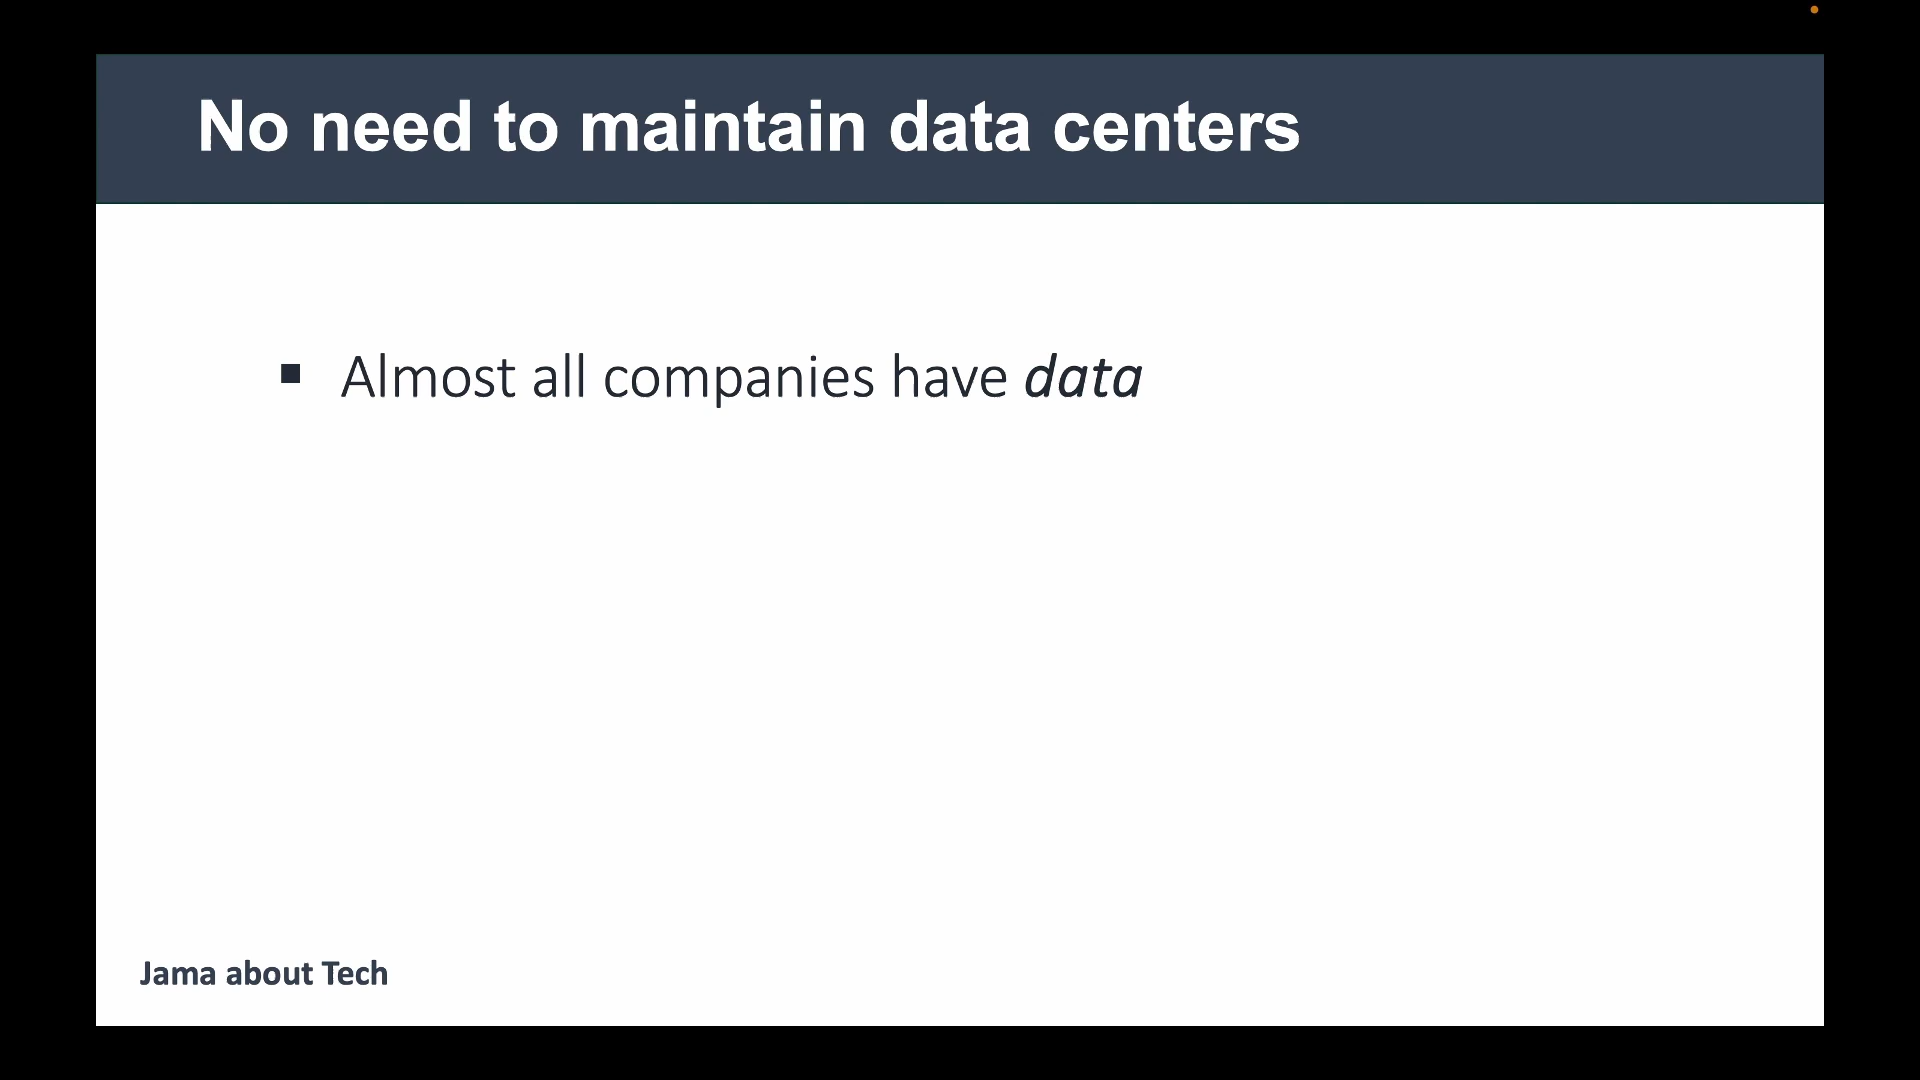 No need to maintain data centers
▪ Almost all companies have data
Jama about Tech